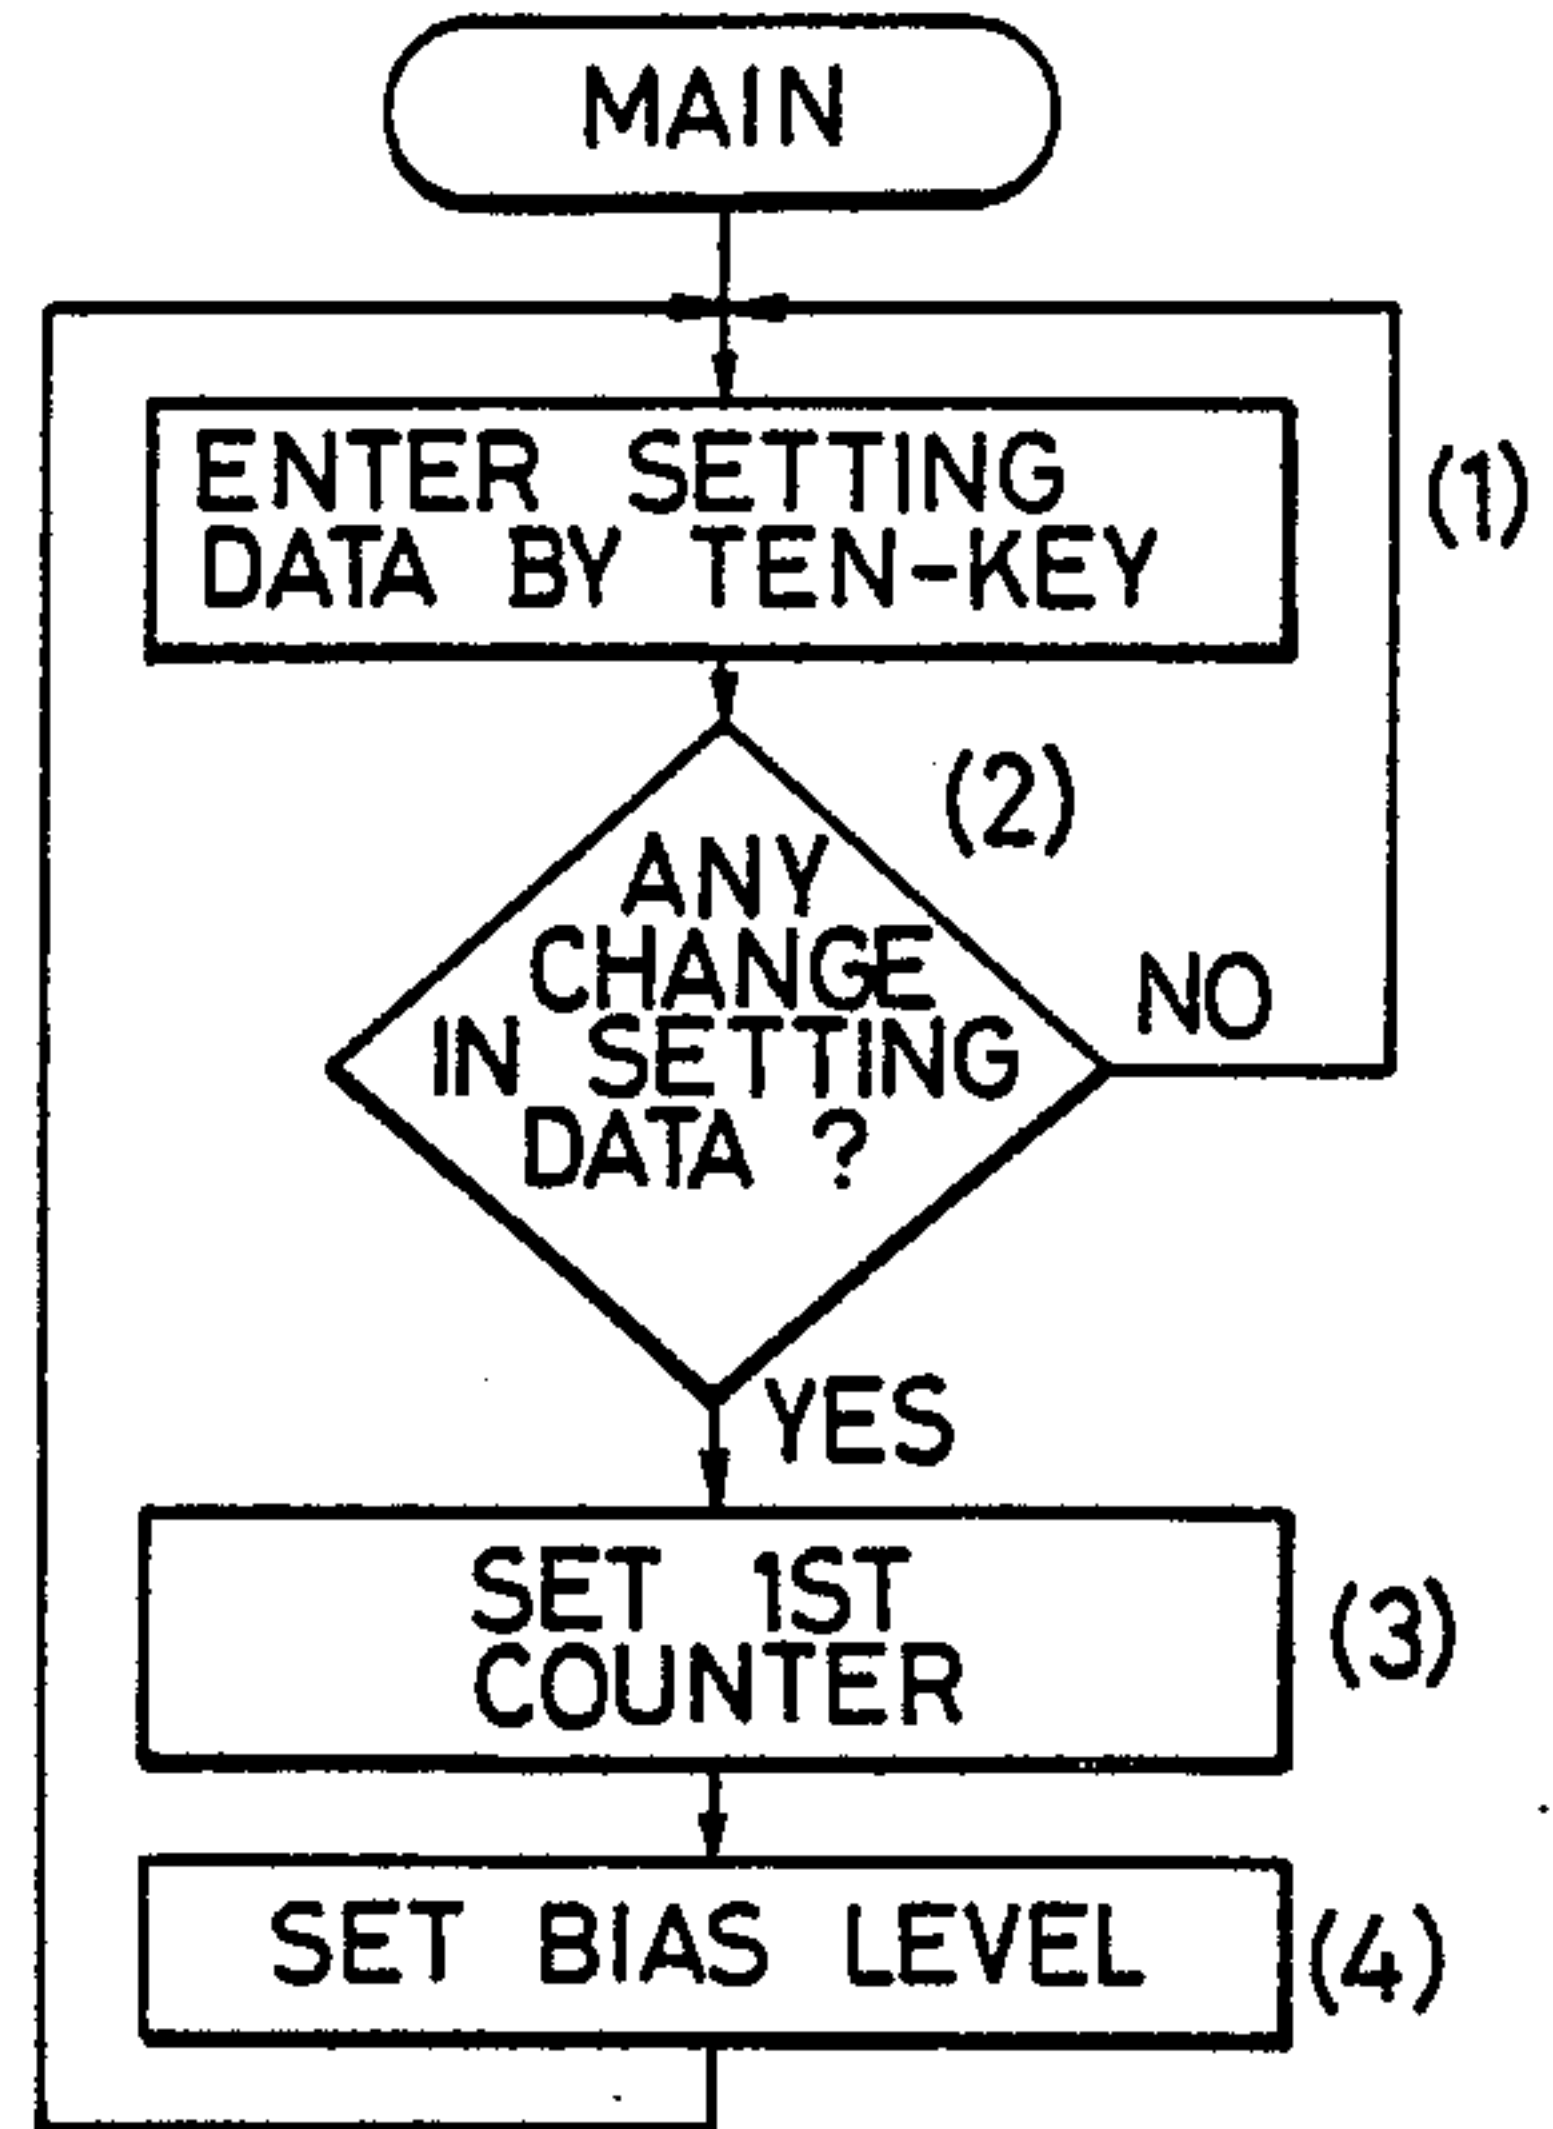 MAIN
ENTER SETTING
DATA BY TEN-KEY
(1)
(2)
ANY
CHANGE
IN SETTING
DATA ?
NO
YES
SET 1ST
COUNTER
(3)
SET BIAS LEVEL
(4)